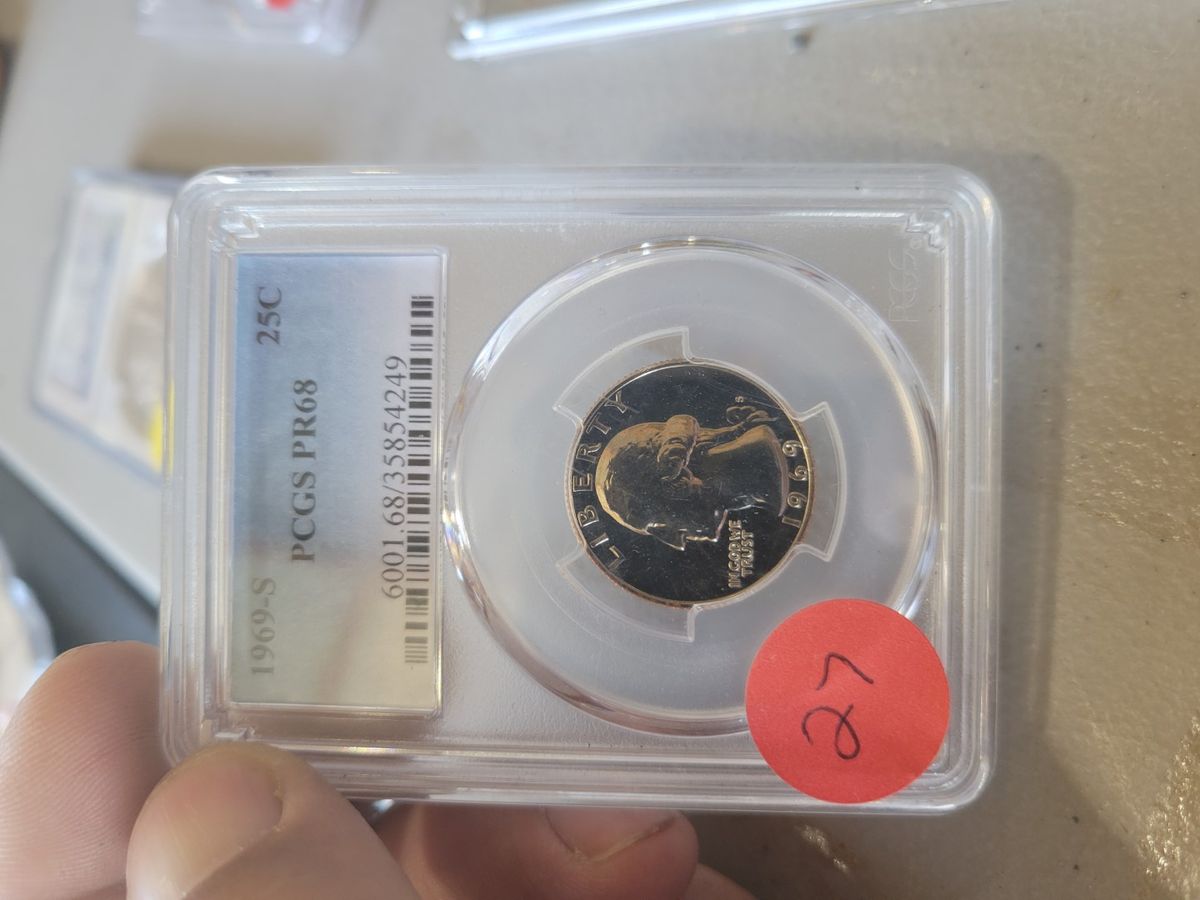 1969-S 25C
PCGS PR68
6001.68/35854249
LIBERTY
IN GOD WE
TRUST
S
1969
PCGS
27